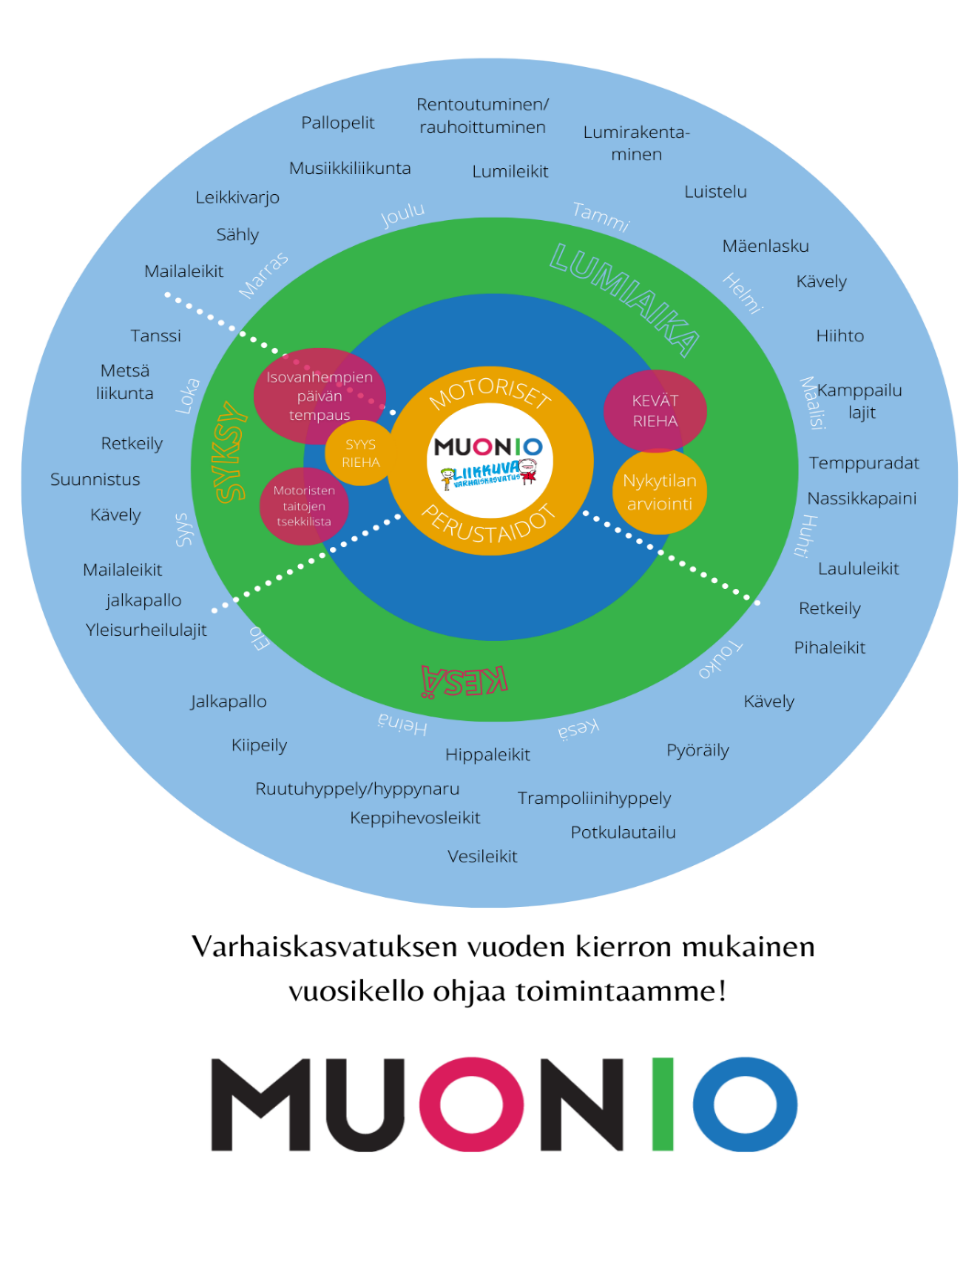 Rentoutuminen/
rauhoittuminen
Pallopelit
Lumirakenta-
minen
Musiikkiliikunta
Lumileikit
Luistelu
Leikkivarjo
Sähly
Mailaleikit
Mäenlasku
Kävely
Hiihto
Kamppailu
lajit
Temppuradat
Nassikkapaini
Laululeikit
Retkeily
Pihaleikit
Kävely
Pyöräily
Trampoliinihyppely
Potkulautailu
Hippaleikit
Vesileikit
Keppihevosleikit
Ruutuhyppely/hyppynaru
Kiipeily
Jalkapallo
Yleisurheilulajit
jalkapallo
Mailaleikit
Kävely
Suunnistus
Retkeily
Metsä
liikunta
Tanssi
Joulu
Tammi
Helmi
Maalisi
Huhti
Touko
Kesä
Heinä
Elo
Syys
Loka
Marras
LUMIAIKA
KESÄ
SYKSY
Isovanhempien
päivän
tempaus
SYYS
RIEHA
Motoristen
taitojen
tsekkilista
KEVÄT
RIEHA
Nykytilan
arviointi
MOTORISET
MUONIO
LIIKKUVA
VARHAISKASVATUS
PERUSTAIDOT
Varhaiskasvatuksen vuoden kierron mukainen
vuosikello ohjaa toimintaamme!
MUONIO